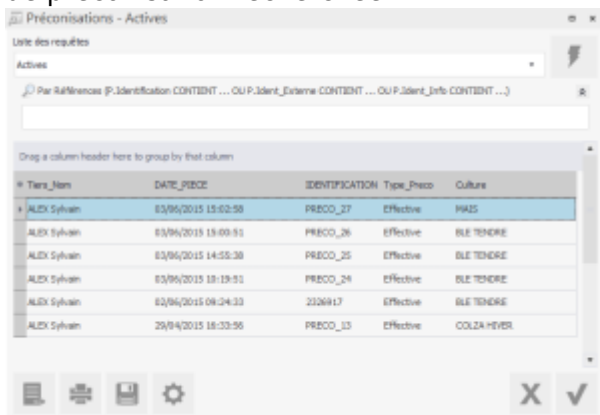 Préconisations - Actives
Liste des requêtes
Actives
Par Références (P.Identification CONTIENT ... OU P.Ident_Externe CONTIENT ... OU P.Ident_Info CONTIENT ...)
Drag a column header here to group by that column
Tiers_Nom DATE_PIECE IDENTIFICATION Type_Preco Culture
ALEX Sylvain 03/06/2015 15:02:58 PRECO_27 Effective MAIS
ALEX Sylvain 03/06/2015 15:00:51 PRECO_26 Effective BLE TENDRE
ALEX Sylvain 03/06/2015 14:55:38 PRECO_25 Effective BLE TENDRE
ALEX Sylvain 03/06/2015 10:19:51 PRECO_24 Effective BLE TENDRE
ALEX Sylvain 02/06/2015 09:24:33 2326917 Effective BLE TENDRE
ALEX Sylvain 29/04/2015 16:33:56 PRECO_13 Effective COLZA HIVER